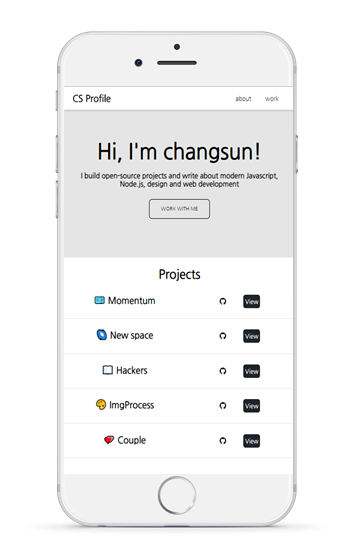 CS Profile about work
Hi, I'm changsun!
I build open-source projects and write about modern Javascript,
Node.js, design and web development
WORK WITH ME
Projects
Momentum View
New space View
Hackers View
ImgProcess View
Couple View